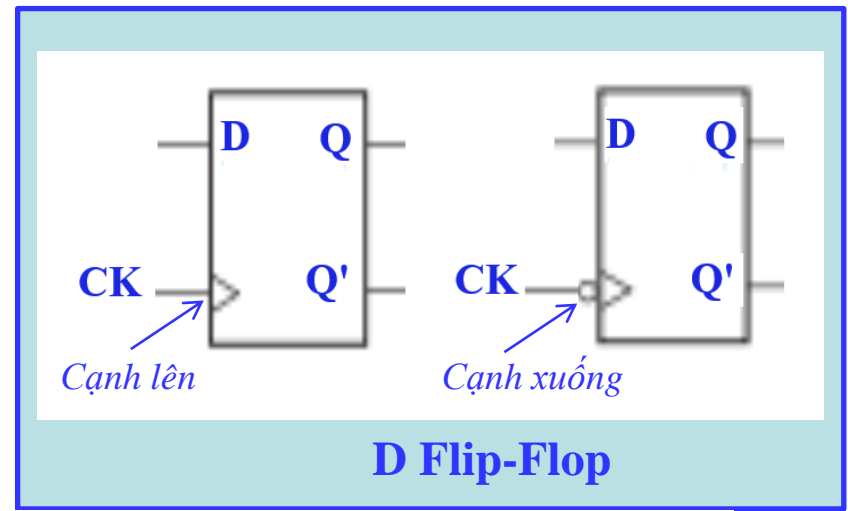 D Q D Q
CK Q' CK Q'
Cạnh lên Cạnh xuống
D Flip-Flop